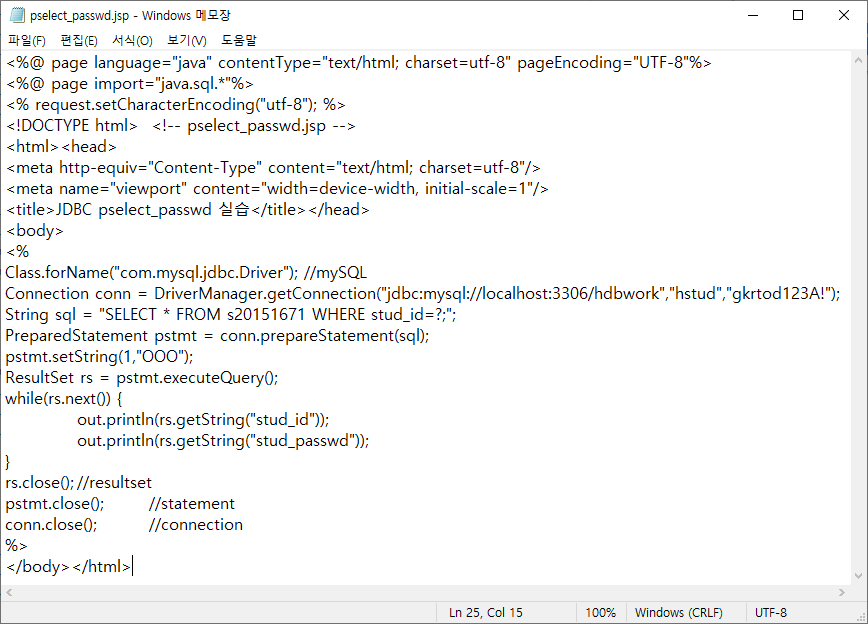 pselect_passwd.jsp - Windows 메모장
파일(F) 편집(E) 서식(O) 보기(V) 도움말
<%@ page language="java" contentType="text/html; charset=utf-8" pageEncoding="UTF-8"%>
<%@ page import="java.sql.*"%>
<% request.setCharacterEncoding("utf-8"); %>
<!DOCTYPE html> <!-- pselect_passwd.jsp -->
<html><head>
<meta http-equiv="Content-Type" content="text/html; charset=utf-8"/>
<meta name="viewport" content="width=device-width, initial-scale=1"/>
<title>JDBC pselect_passwd 실습</title></head>
<body>
<%
Class.forName("com.mysql.jdbc.Driver"); //mySQL
Connection conn = DriverManager.getConnection("jdbc:mysql://localhost:3306/hdbwork","hstud","gkrtod123A!");
String sql = "SELECT * FROM s20151671 WHERE stud_id=?;";
PreparedStatement pstmt = conn.prepareStatement(sql);
pstmt.setString(1,"OOO");
ResultSet rs = pstmt.executeQuery();
while(rs.next()) {
out.println(rs.getString("stud_id"));
out.println(rs.getString("stud_passwd"));
}
rs.close(); //resultset
pstmt.close(); //statement
conn.close(); //connection
%>
</body></html>
Ln 25, Col 15 100% Windows (CRLF) UTF-8